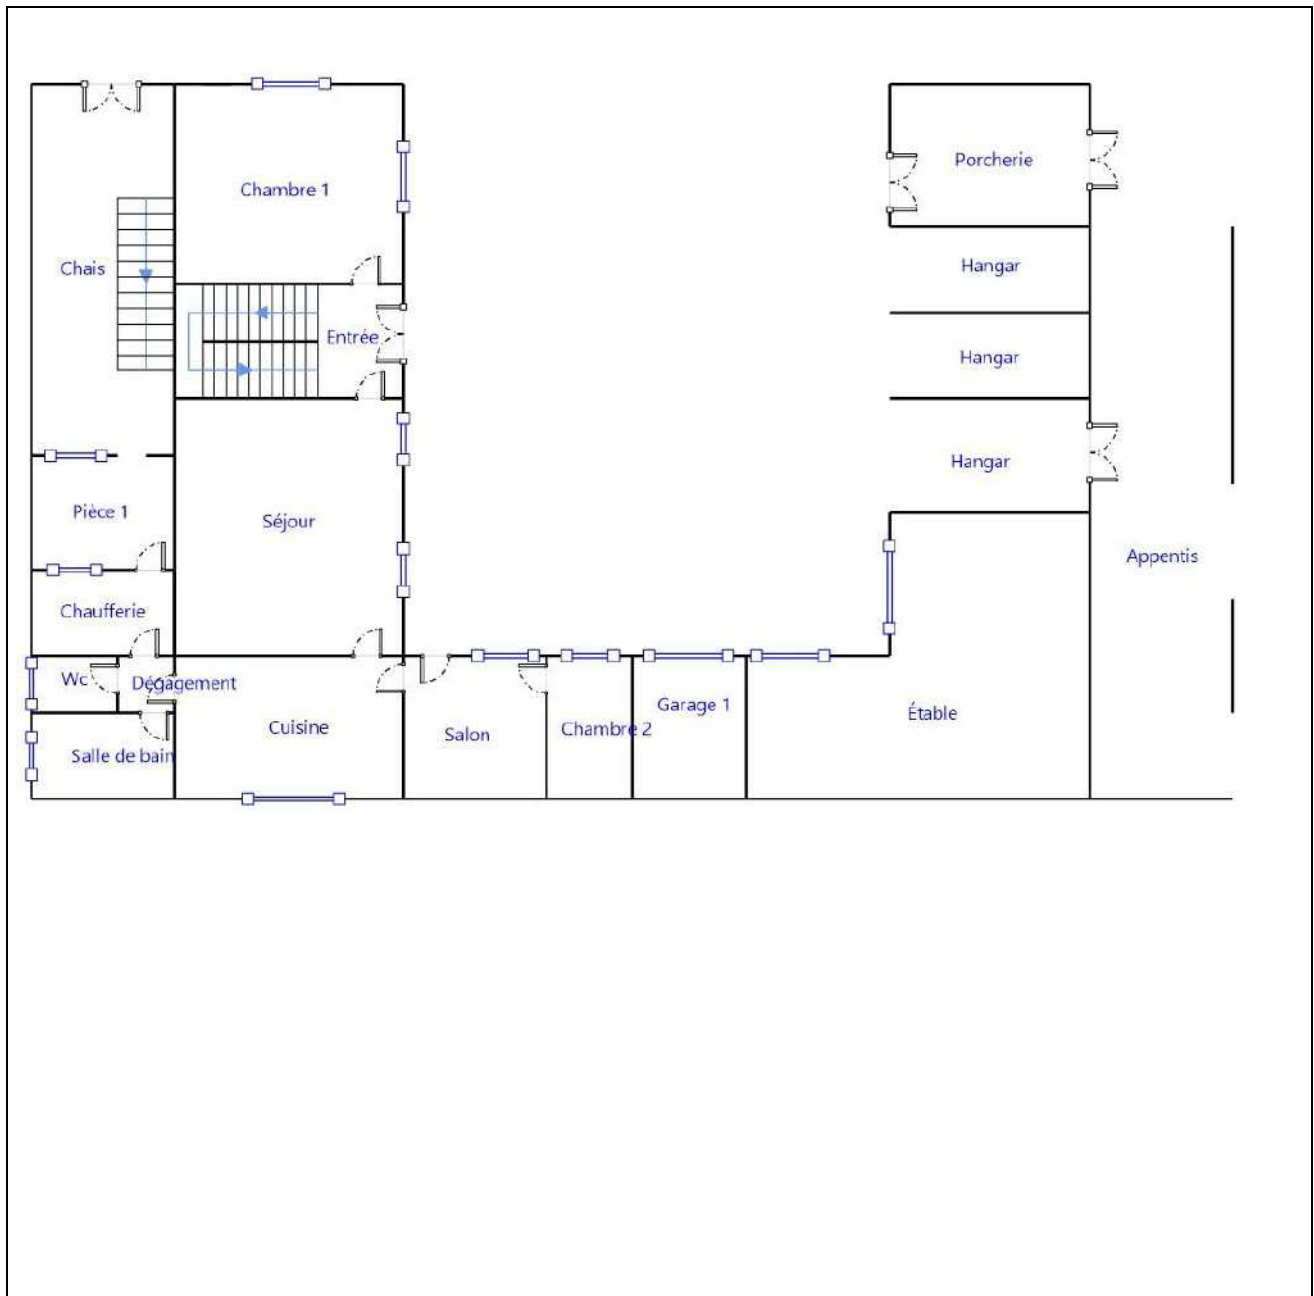 Porcherie
Chambre 1
Chais
Hangar
Entrée
Hangar
Hangar
Pièce 1
Séjour
Appentis
Chaufferie
Wc
Dégagement
Garage 1
Étable
Cuisine
Salon
Chambre 2
Salle de bain